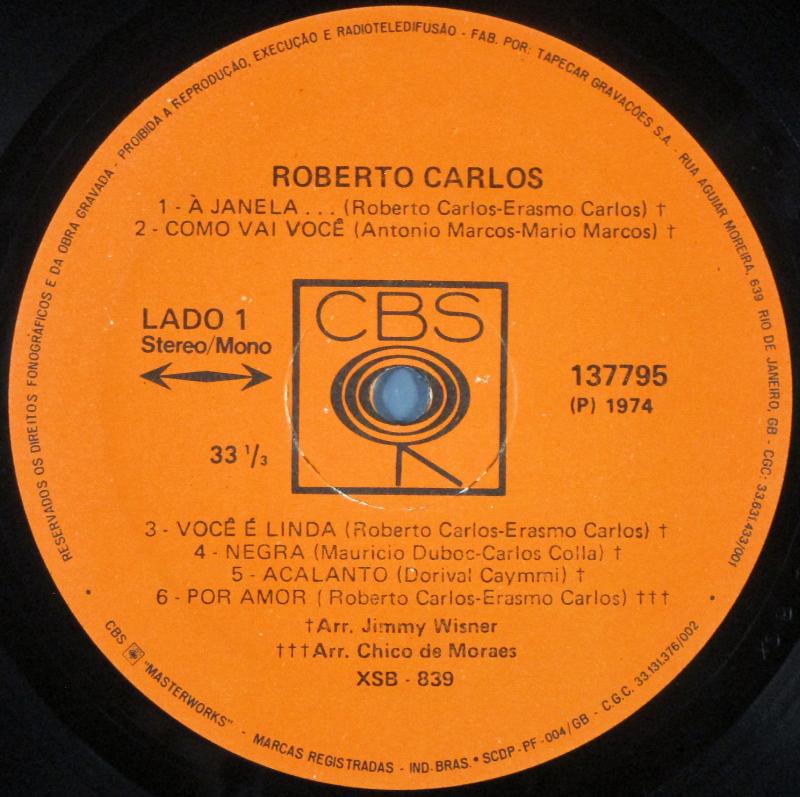 RESERVADOS OS DIREITOS FONOGRÁFICOS E DA OBRA GRAVADA - PROIBIDA A REPRODUÇÃO, EXECUÇÃO E RADIOTELEDIFUSÃO - FAB. POR: TAPECAR GRAVAÇÕES S.A. - RUA AGUIAR MOREIRA, 639 RIO DE JANEIRO, GB - CGC: 33.631.433/001
ROBERTO CARLOS
1 - À JANELA . . . (Roberto Carlos-Erasmo Carlos) †
2 - COMO VAI VOCÊ (Antonio Marcos-Mario Marcos) †
CBS
LADO 1
Stereo/Mono
33 1/3
137795
(P) 1974
3 - VOCÊ É LINDA (Roberto Carlos-Erasmo Carlos) †
4 - NEGRA (Mauricio Duboc-Carlos Colla) †
5 - ACALANTO (Dorival Caymmi) †
6 - POR AMOR ( Roberto Carlos-Erasmo Carlos) †††
†Arr. Jimmy Wisner
†††Arr. Chico de Moraes
XSB - 839
CBS "MASTERWORKS" - MARCAS REGISTRADAS - IND. BRAS. • SCDP - PF - 004/GB - C.G.C. 33.131.376/002